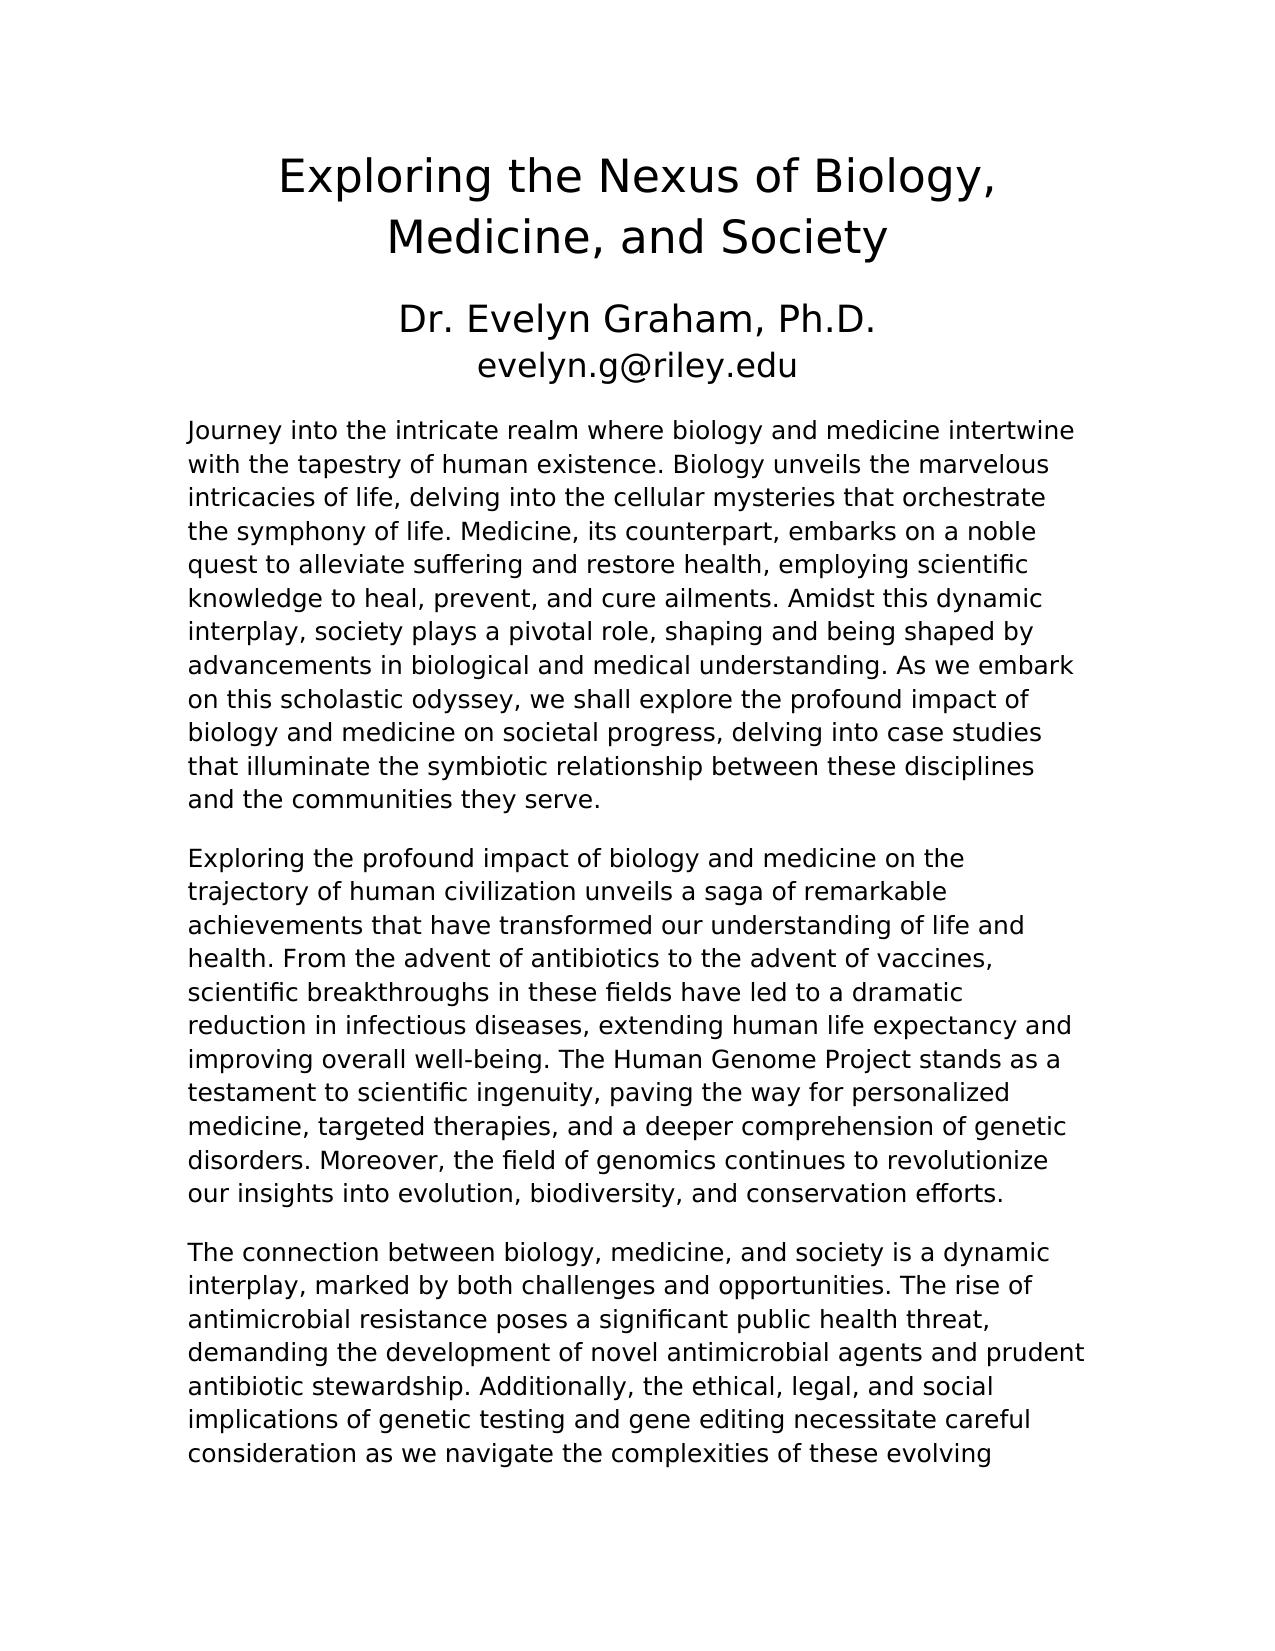 Exploring the Nexus of Biology,
Medicine, and Society
Dr. Evelyn Graham, Ph.D.
evelyn.g@riley.edu
Journey into the intricate realm where biology and medicine intertwine
with the tapestry of human existence. Biology unveils the marvelous
intricacies of life, delving into the cellular mysteries that orchestrate
the symphony of life. Medicine, its counterpart, embarks on a noble
quest to alleviate suffering and restore health, employing scientific
knowledge to heal, prevent, and cure ailments. Amidst this dynamic
interplay, society plays a pivotal role, shaping and being shaped by
advancements in biological and medical understanding. As we embark
on this scholastic odyssey, we shall explore the profound impact of
biology and medicine on societal progress, delving into case studies
that illuminate the symbiotic relationship between these disciplines
and the communities they serve.
Exploring the profound impact of biology and medicine on the
trajectory of human civilization unveils a saga of remarkable
achievements that have transformed our understanding of life and
health. From the advent of antibiotics to the advent of vaccines,
scientific breakthroughs in these fields have led to a dramatic
reduction in infectious diseases, extending human life expectancy and
improving overall well-being. The Human Genome Project stands as a
testament to scientific ingenuity, paving the way for personalized
medicine, targeted therapies, and a deeper comprehension of genetic
disorders. Moreover, the field of genomics continues to revolutionize
our insights into evolution, biodiversity, and conservation efforts.
The connection between biology, medicine, and society is a dynamic
interplay, marked by both challenges and opportunities. The rise of
antimicrobial resistance poses a significant public health threat,
demanding the development of novel antimicrobial agents and prudent
antibiotic stewardship. Additionally, the ethical, legal, and social
implications of genetic testing and gene editing necessitate careful
consideration as we navigate the complexities of these evolving